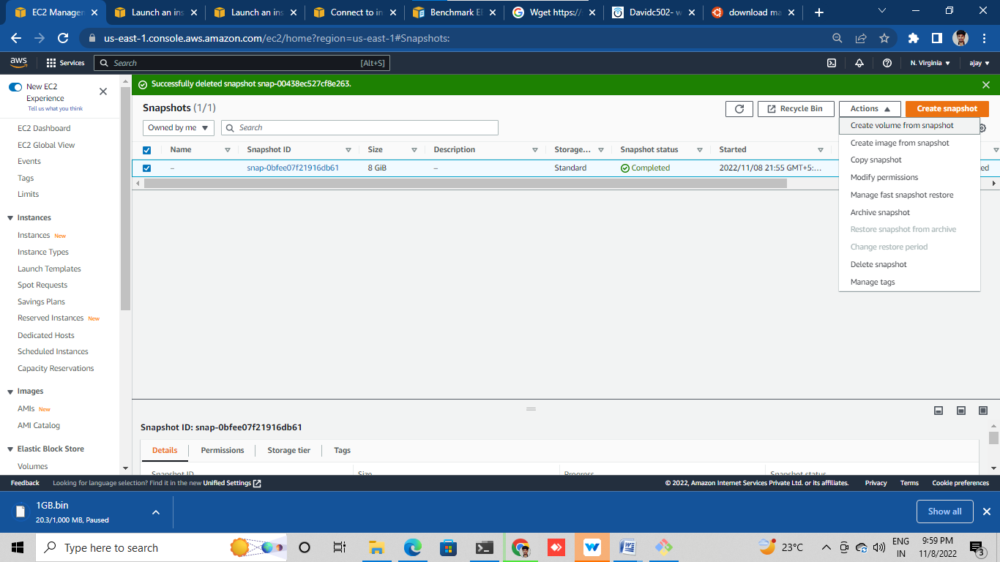 EC2 Managem
Launch an ins
Launch an ins
Connect to in
Benchmark EB
Wget https://
Davidc502- w
download ma
us-east-1.console.aws.amazon.com/ec2/home?region=us-east-1#Snapshots:
aws
Services
Search
[Alt+S]
N. Virginia
ajay
New EC2
Experience
Tell us what you think
EC2 Dashboard
EC2 Global View
Events
Tags
Limits
Instances
Instances New
Instance Types
Launch Templates
Spot Requests
Savings Plans
Reserved Instances New
Dedicated Hosts
Scheduled Instances
Capacity Reservations
Images
AMIs New
AMI Catalog
Elastic Block Store
Volumes
Successfully deleted snapshot snap-00438ec527cf8e263.
Snapshots (1/1)
Recycle Bin
Actions
Create snapshot
Owned by me
Search
Name
Snapshot ID
Size
Description
Storage...
Snapshot status
Started
– snap-0bfee07f21916db61 8 GiB – Standard Completed 2022/11/08 21:55 GMT+5:... ed
Create volume from snapshot
Create image from snapshot
Copy snapshot
Modify permissions
Manage fast snapshot restore
Archive snapshot
Restore snapshot from archive
Change restore period
Delete snapshot
Manage tags
Snapshot ID: snap-0bfee07f21916db61
Details
Permissions
Storage tier
Tags
Snapshot ID
Size
Progress
Snapshot status
Feedback
Looking for language selection? Find it in the new Unified Settings
© 2022, Amazon Internet Services Private Ltd. or its affiliates.
Privacy
Terms
Cookie preferences
1GB.bin
20.3/1,000 MB, Paused
Show all
Type here to search
23°C
ENG
IN
9:59 PM
11/8/2022
3